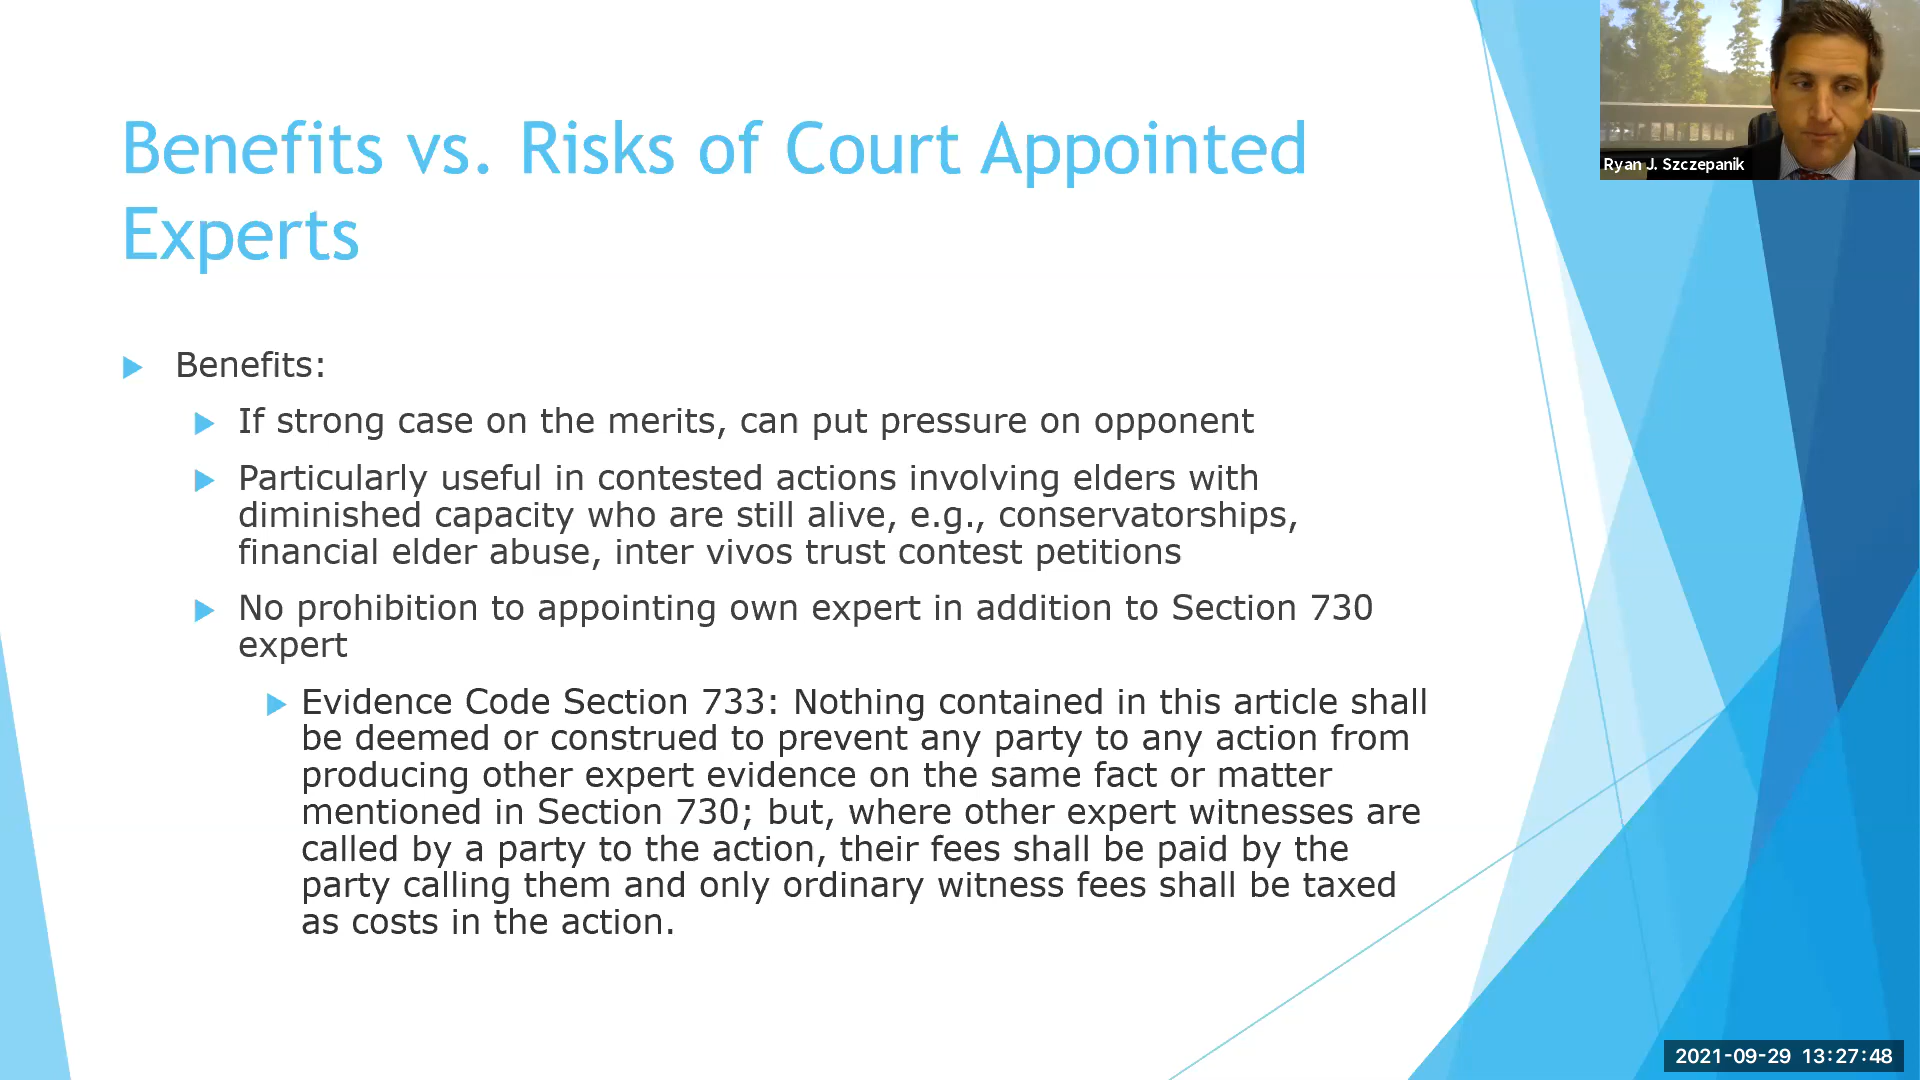 Benefits vs. Risks of Court Appointed
Experts
Ryan J. Szczepanik
Benefits:
If strong case on the merits, can put pressure on opponent
Particularly useful in contested actions involving elders with
diminished capacity who are still alive, e.g., conservatorships,
financial elder abuse, inter vivos trust contest petitions
No prohibition to appointing own expert in addition to Section 730
expert
Evidence Code Section 733: Nothing contained in this article shall
be deemed or construed to prevent any party to any action from
producing other expert evidence on the same fact or matter
mentioned in Section 730; but, where other expert witnesses are
called by a party to the action, their fees shall be paid by the
party calling them and only ordinary witness fees shall be taxed
as costs in the action.
2021-09-29 13:27:48